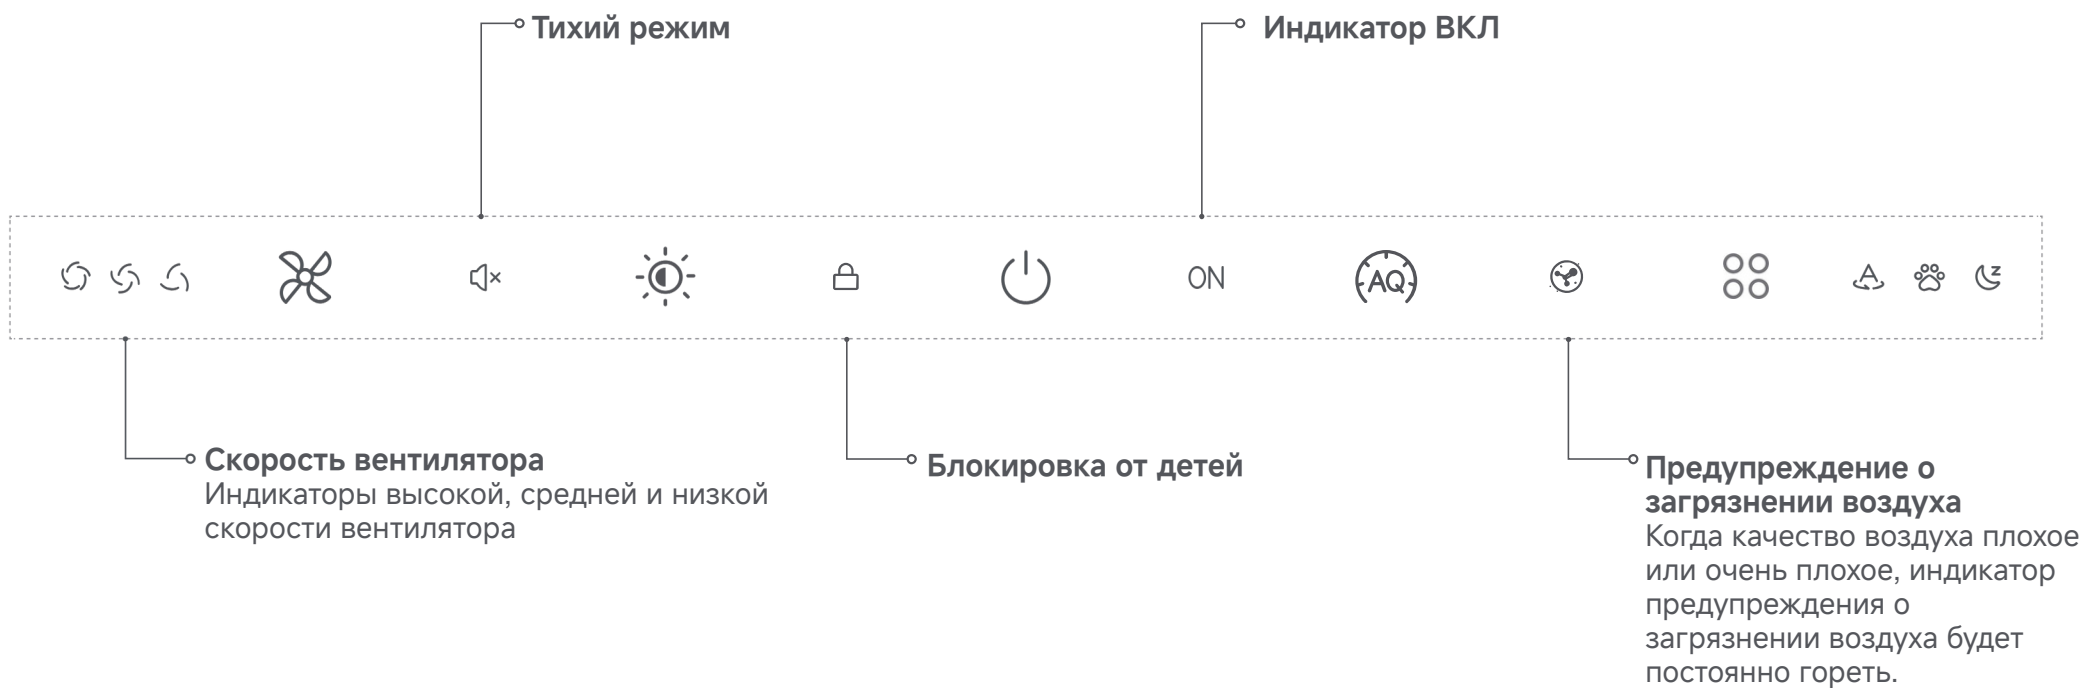 Тихий режим
Индикатор ВКЛ
ON
AQ
A
z
Скорость вентилятора
Индикаторы высокой, средней и низкой
скорости вентилятора
Блокировка от детей
Предупреждение о
загрязнении воздуха
Когда качество воздуха плохое
или очень плохое, индикатор
предупреждения о
загрязнении воздуха будет
постоянно гореть.